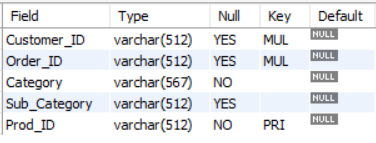 Field Type Null Key Default
Customer_ID varchar(512) YES MUL NULL
Order_ID varchar(512) YES MUL NULL
Category varchar(567) NO NULL
Sub_Category varchar(512) YES NULL
Prod_ID varchar(512) NO PRI NULL